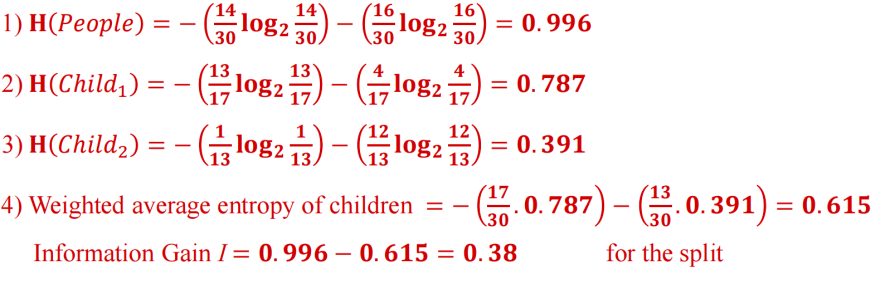 1) H(People) = − (14/30 log₂ 14/30) − (16/30 log₂ 16/30) = 0.996
2) H(Child₁) = − (13/17 log₂ 13/17) − (4/17 log₂ 4/17) = 0.787
3) H(Child₂) = − (1/13 log₂ 1/13) − (12/13 log₂ 12/13) = 0.391
4) Weighted average entropy of children = − (17/30 . 0.787) − (13/30 . 0.391) = 0.615
Information Gain I = 0.996 − 0.615 = 0.38 for the split